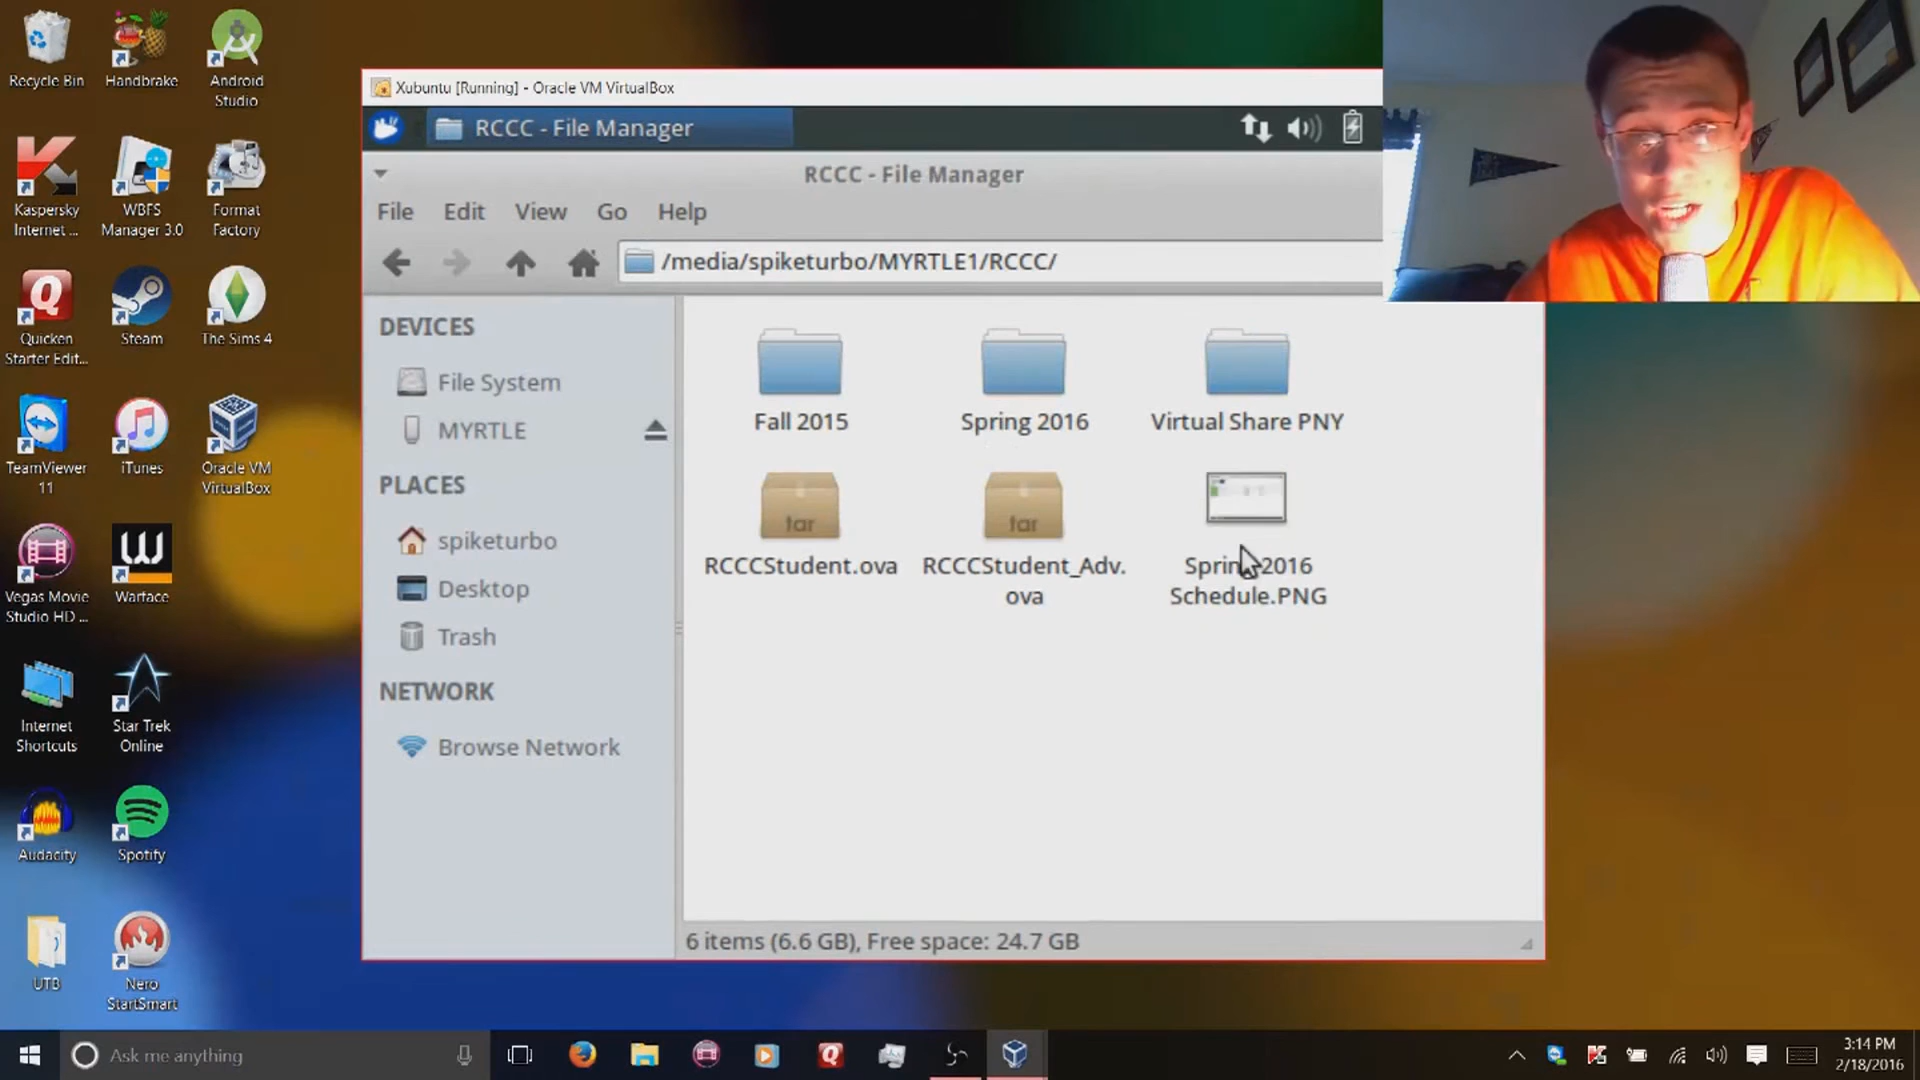 Recycle Bin
Handbrake
Android
Studio
Kaspersky
Internet ...
WBFS
Manager 3.0
Format
Factory
Quicken
Starter Edit...
Steam
The Sims 4
TeamViewer
11
iTunes
Oracle VM
VirtualBox
Vegas Movie
Studio HD ...
Warface
Internet
Shortcuts
Star Trek
Online
Audacity
Spotify
UTB
Nero
StartSmart
Xubuntu [Running] - Oracle VM VirtualBox
RCCC - File Manager
RCCC - File Manager
File Edit View Go Help
/media/spiketurbo/MYRTLE1/RCCC/
DEVICES
File System
MYRTLE
PLACES
spiketurbo
Desktop
Trash
NETWORK
Browse Network
Fall 2015
Spring 2016
Virtual Share PNY
tar
RCCCStudent.ova
tar
RCCCStudent_Adv.
ova
Spring 2016
Schedule.PNG
6 items (6.6 GB), Free space: 24.7 GB
Ask me anything
3:14 PM
2/18/2016